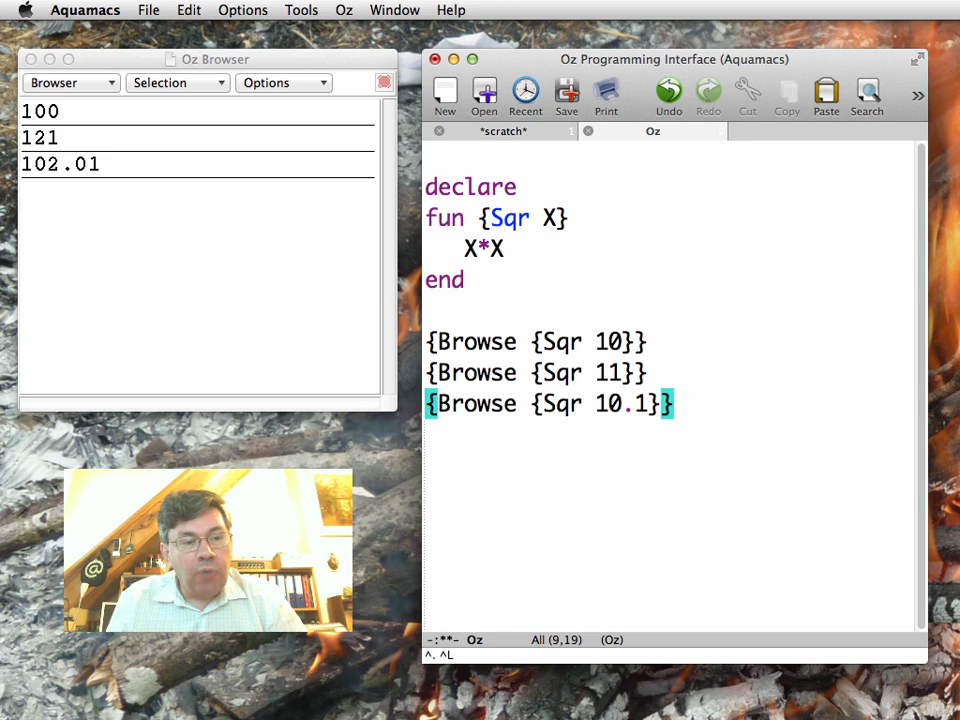 Aquamacs File Edit Options Tools Oz Window Help
Oz Browser
Browser Selection Options
100
121
102.01
Oz Programming Interface (Aquamacs)
New Open Recent Save Print Undo Redo Cut Copy Paste Search »
*scratch* 1 Oz 2
declare
fun {Sqr X}
X*X
end
{Browse {Sqr 10}}
{Browse {Sqr 11}}
{Browse {Sqr 10.1}}
-:**- Oz All (9,19) (Oz)
^. ^L
@